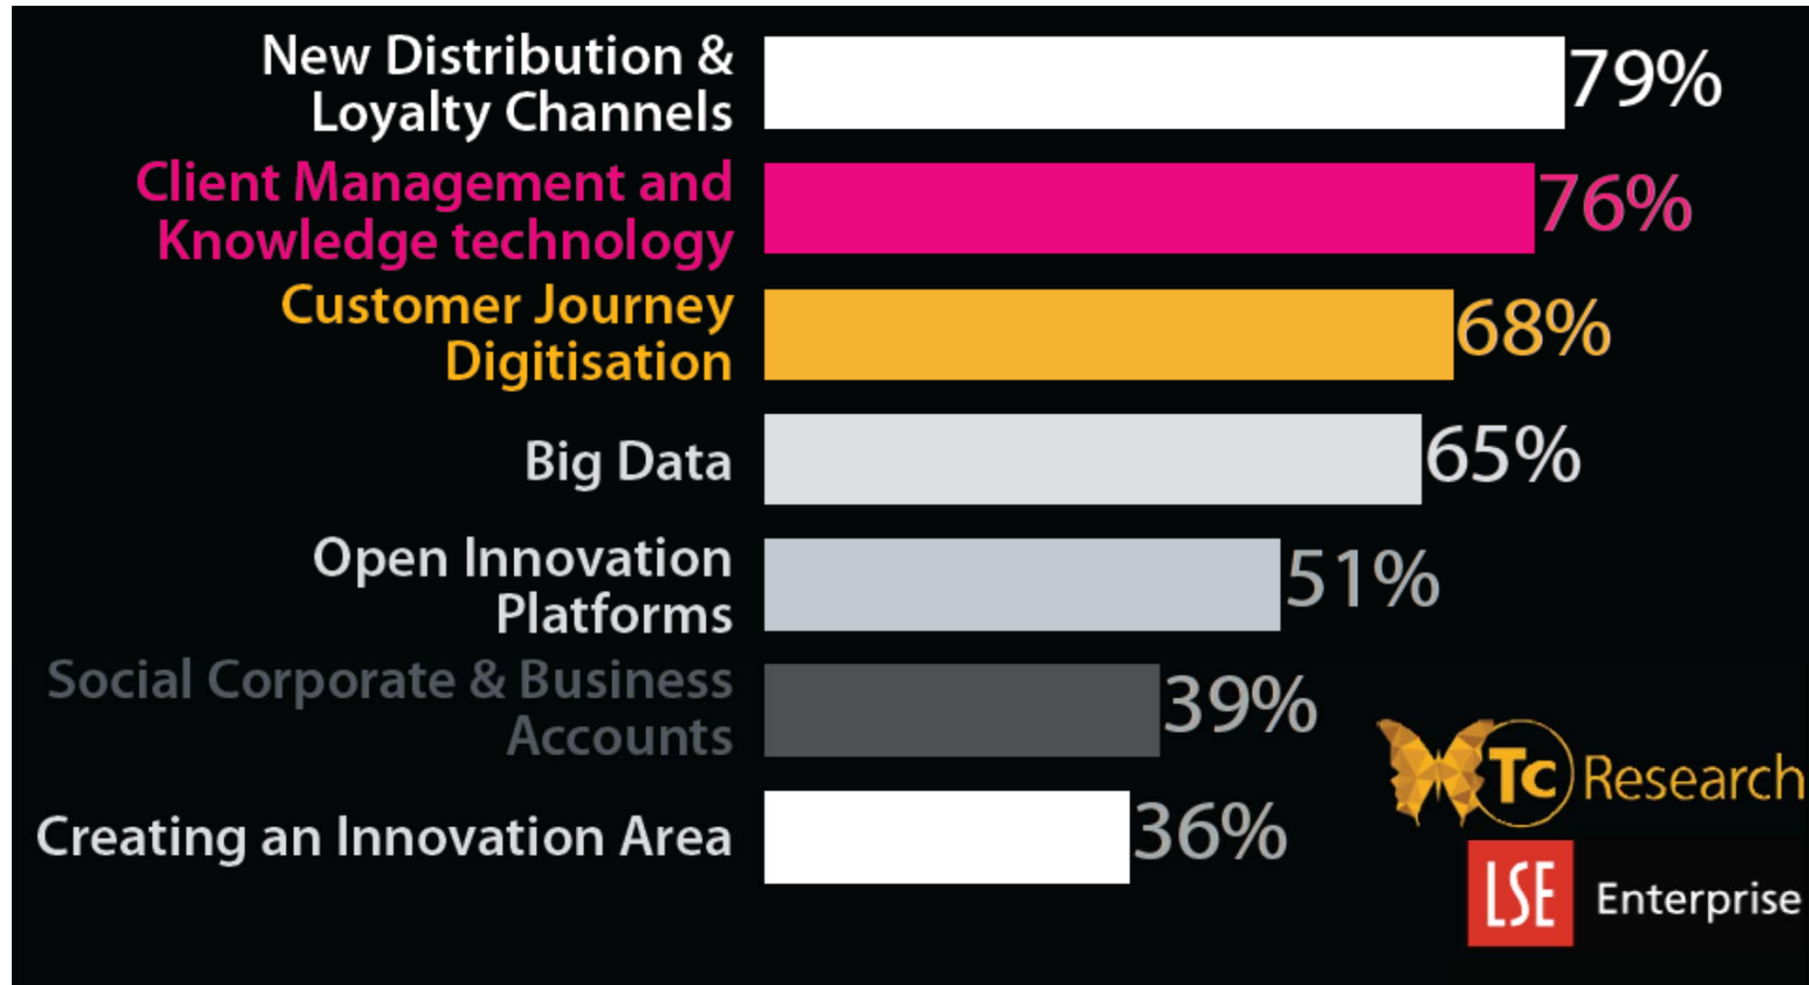 New Distribution &
Loyalty Channels
79%
Client Management and
Knowledge technology
76%
Customer Journey
Digitisation
68%
Big Data
65%
Open Innovation
Platforms
51%
Social Corporate & Business
Accounts
39%
Creating an Innovation Area
36%
Tc Research
LSE Enterprise